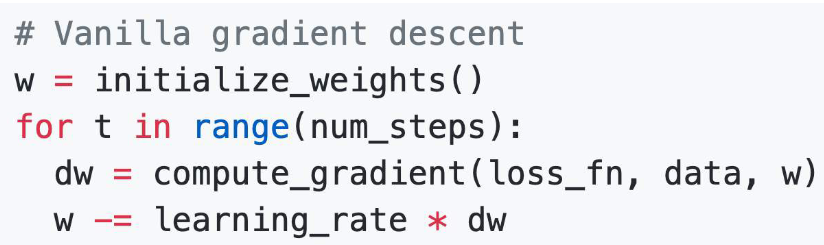 # Vanilla gradient descent
w = initialize_weights()
for t in range(num_steps):
  dw = compute_gradient(loss_fn, data, w)
  w -= learning_rate * dw